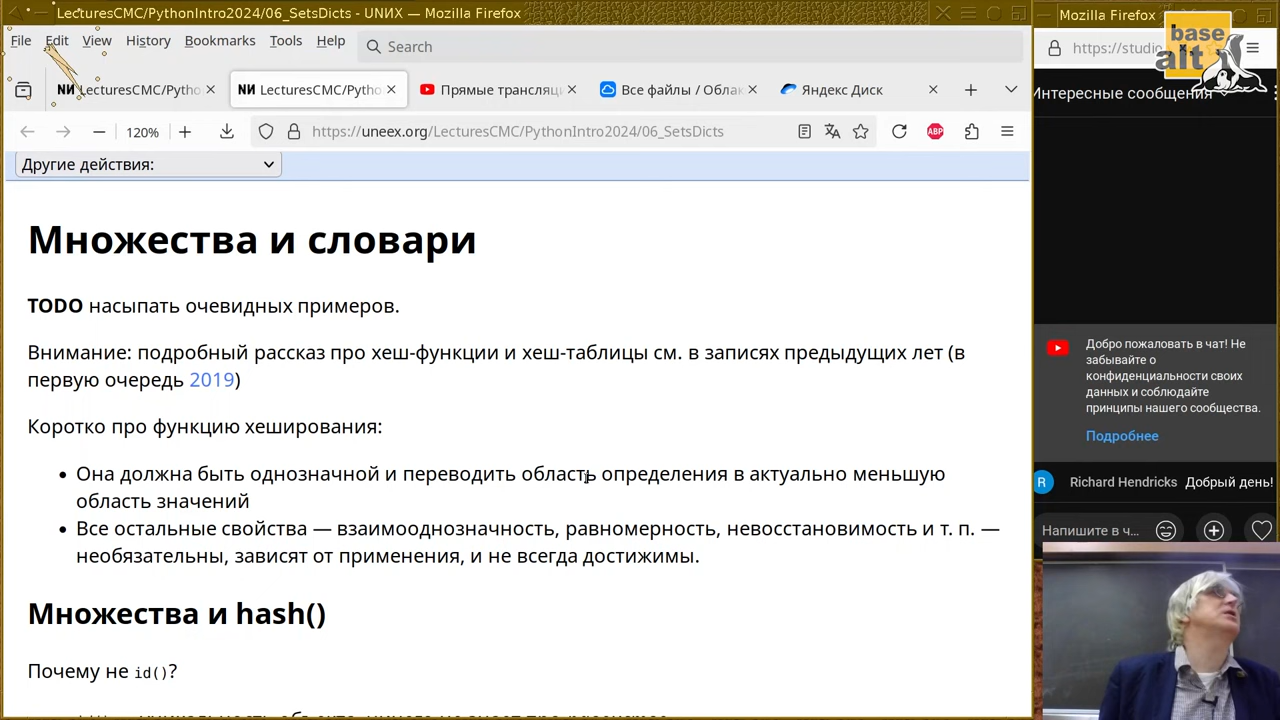 LecturesCMC/PythonIntro2024/06_SetsDicts - UNИX — Mozilla Firefox
Mozilla Firefox
File Edit View History Bookmarks Tools Help
Search
https://studio.
base
alt
LecturesCMC/Pytho
LecturesCMC/Pytho
Прямые трансляц
Все файлы / Облак
Яндекс Диск
Интересные сообщения
120%
https://uneex.org/LecturesCMC/PythonIntro2024/06_SetsDicts
ABP
Другие действия:
Множества и словари
TODO насыпать очевидных примеров.
Внимание: подробный рассказ про хеш-функции и хеш-таблицы см. в записях предыдущих лет (в
первую очередь 2019)
Коротко про функцию хеширования:
Она должна быть однозначной и переводить область определения в актуально меньшую
область значений
Все остальные свойства — взаимооднозначность, равномерность, невосстановимость и т. п. —
необязательны, зависят от применения, и не всегда достижимы.
Множества и hash()
Почему не id()?
Добро пожаловать в чат! Не
забывайте о
конфиденциальности своих
данных и соблюдайте
принципы нашего сообщества.
Подробнее
R Richard Hendricks Добрый день!
Напишите в ч...